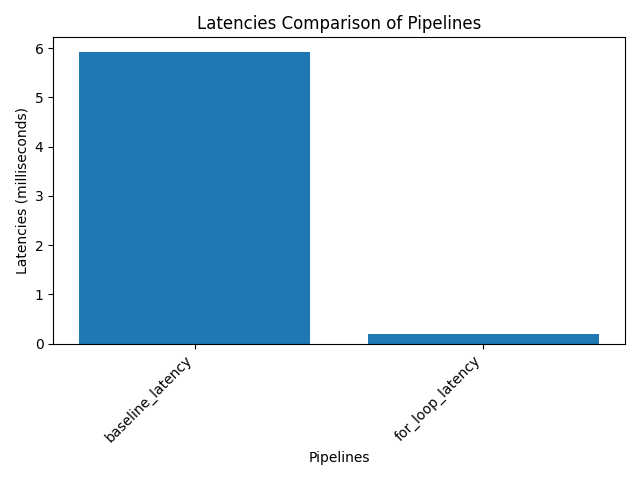 Latencies Comparison of Pipelines
Latencies (milliseconds)
6
5
4
3
2
1
0
baseline_latency
for_loop_latency
Pipelines